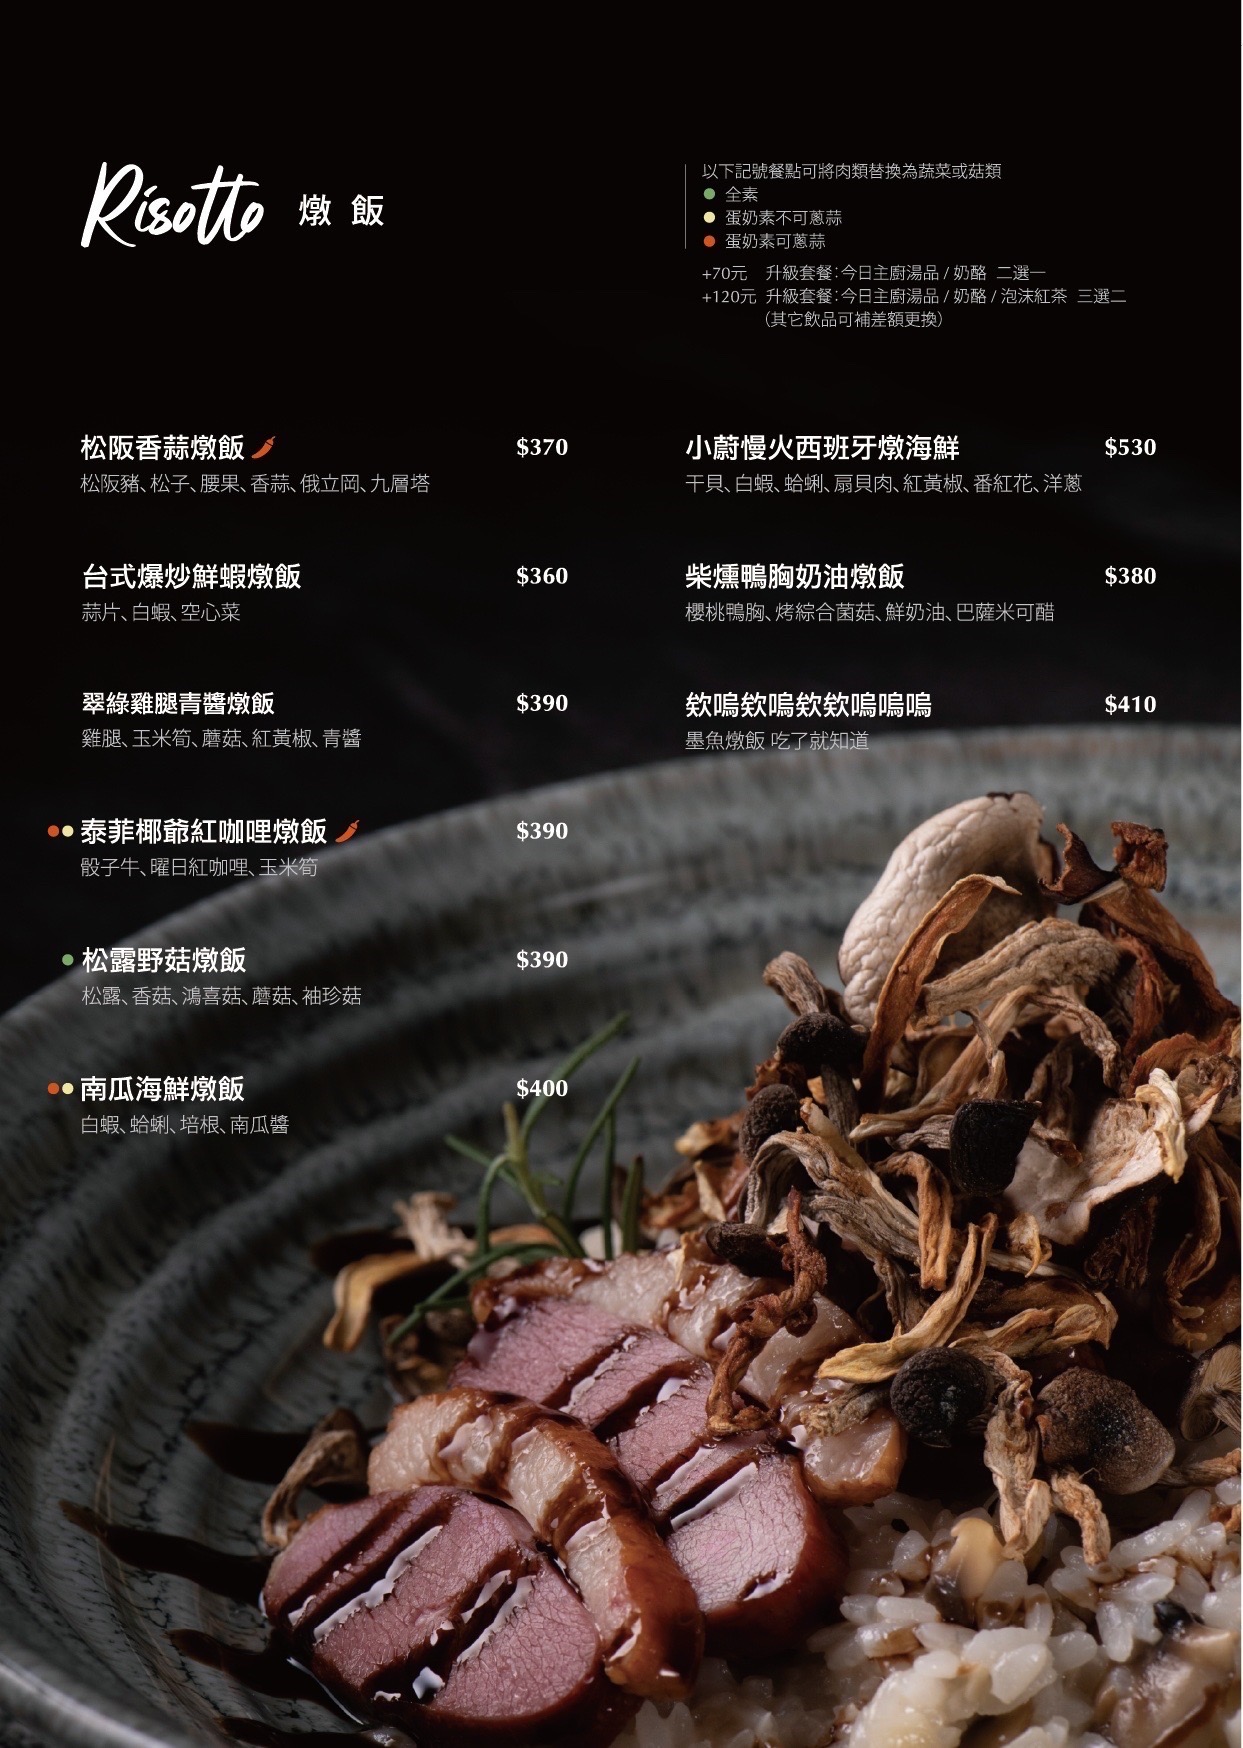 Risotto 燉飯
以下記號餐點可將肉類替換為蔬菜或菇類
全素
蛋奶素不可蔥蒜
蛋奶素可蔥蒜
+70元 升級套餐：今日主廚湯品 / 奶酪 二選一
+120元 升級套餐：今日主廚湯品 / 奶酪 / 泡沫紅茶 三選二
（其它飲品可補差額更換）
松阪香蒜燉飯 $370
松阪豬、松子、腰果、香蒜、俄立岡、九層塔
台式爆炒鮮蝦燉飯 $360
蒜片、白蝦、空心菜
翠綠雞腿青醬燉飯 $390
雞腿、玉米筍、蘑菇、紅黃椒、青醬
泰菲椰爺紅咖哩燉飯 $390
骰子牛、曜日紅咖哩、玉米筍
松露野菇燉飯 $390
松露、香菇、鴻喜菇、蘑菇、袖珍菇
南瓜海鮮燉飯 $400
白蝦、蛤蜊、培根、南瓜醬
小蔚慢火西班牙燉海鮮 $530
干貝、白蝦、蛤蜊、扇貝肉、紅黃椒、番紅花、洋蔥
柴燻鴨胸奶油燉飯 $380
櫻桃鴨胸、烤綜合菌菇、鮮奶油、巴薩米可醋
欸嗚欸嗚欸欸嗚嗚嗚 $410
墨魚燉飯 吃了就知道